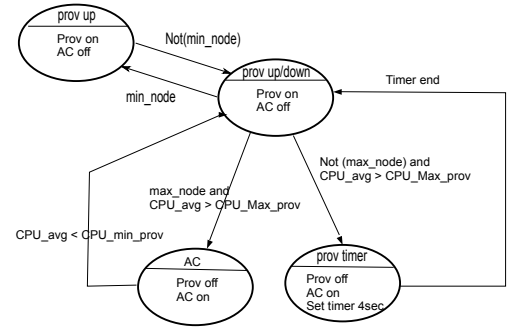 prov up
Prov on
AC off
Not(min_node)
min_node
prov up/down
Prov on
AC off
Timer end
max_node and
CPU_avg > CPU_Max_prov
Not (max_node) and
CPU_avg > CPU_Max_prov
CPU_avg < CPU_min_prov
AC
Prov off
AC on
prov timer
Prov off
AC on
Set timer 4sec